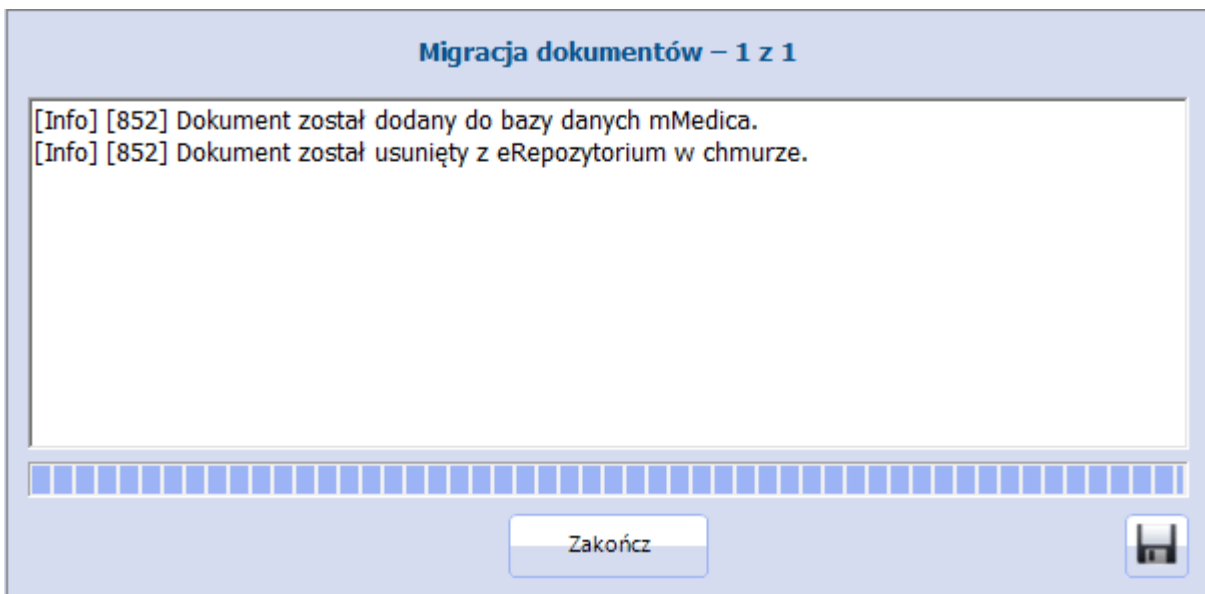 Migracja dokumentów – 1 z 1
[Info] [852] Dokument został dodany do bazy danych mMedica.
[Info] [852] Dokument został usunięty z eRepozytorium w chmurze.
Zakończ